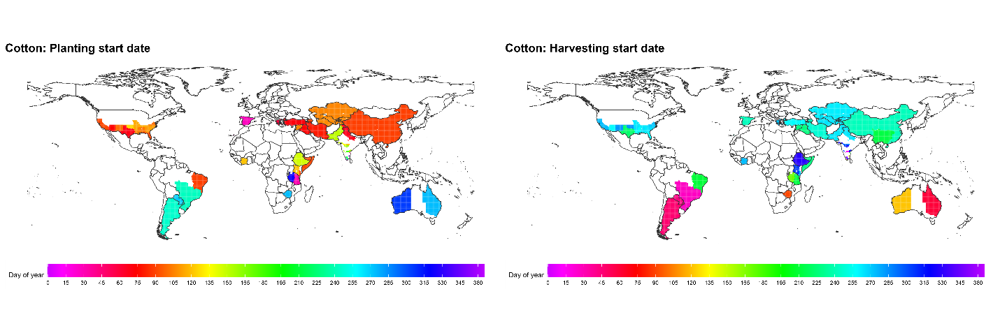 Cotton: Planting start date
Cotton: Harvesting start date
Day of year
0 15 30 45 60 75 90 105 120 135 150 165 180 195 210 225 240 255 270 285 300 315 330 345 360
Day of year
0 15 30 45 60 75 90 105 120 135 150 165 180 195 210 225 240 255 270 285 300 315 330 345 360